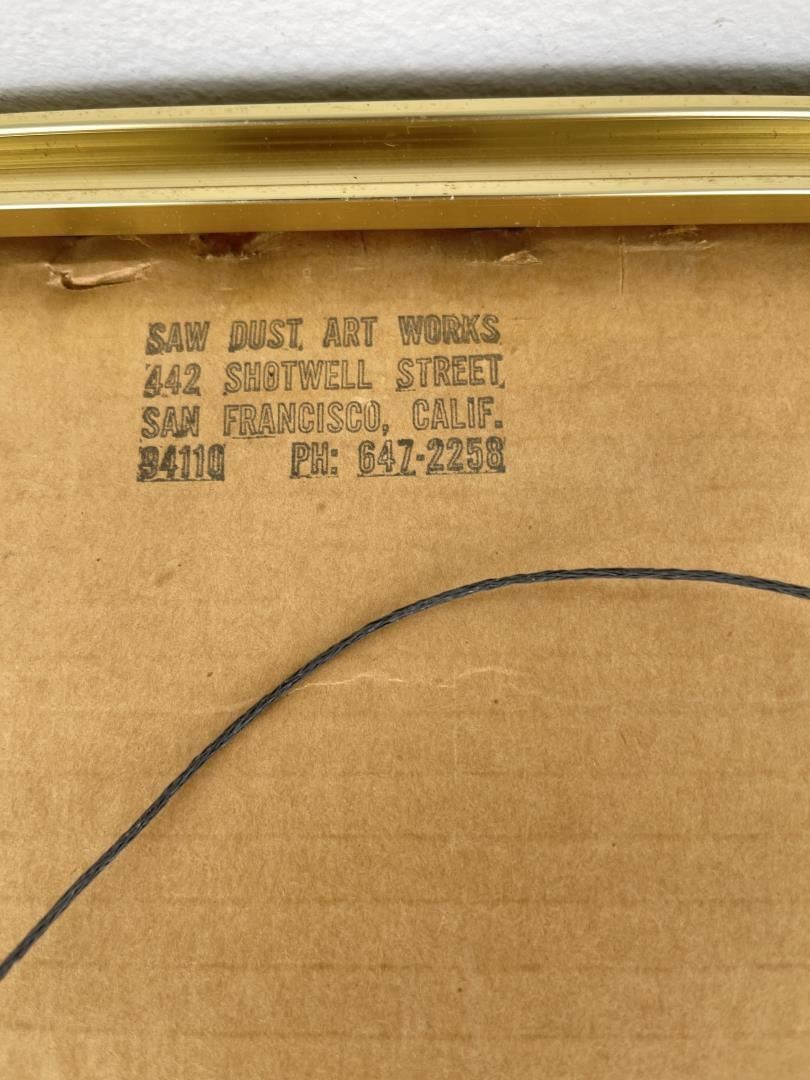 SAW DUST ART WORKS
442 SHOTWELL STREET
SAN FRANCISCO, CALIF.
94110 PH: 647-2258